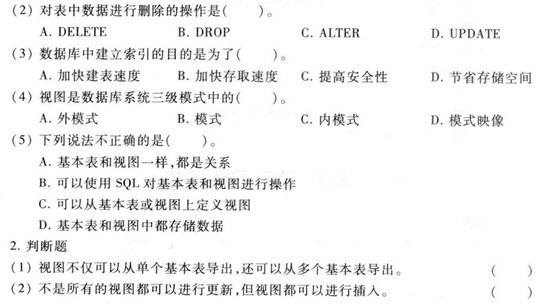 (2) 对表中数据进行删除的操作是(　　)。
A. DELETE　　B. DROP　　C. ALTER　　D. UPDATE
(3) 数据库中建立索引的目的是为了(　　)。
A. 加快建表速度　　B. 加快存取速度　　C. 提高安全性　　D. 节省存储空间
(4) 视图是数据库系统三级模式中的(　　)。
A. 外模式　　B. 模式　　C. 内模式　　D. 模式映像
(5) 下列说法不正确的是(　　)。
A. 基本表和视图一样,都是关系
B. 可以使用 SQL 对基本表和视图进行操作
C. 可以从基本表或视图上定义视图
D. 基本表和视图中都存储数据
2. 判断题
(1) 视图不仅可以从单个基本表导出,还可以从多个基本表导出。　　(　　)
(2) 不是所有的视图都可以进行更新,但视图都可以进行插入。　　(　　)